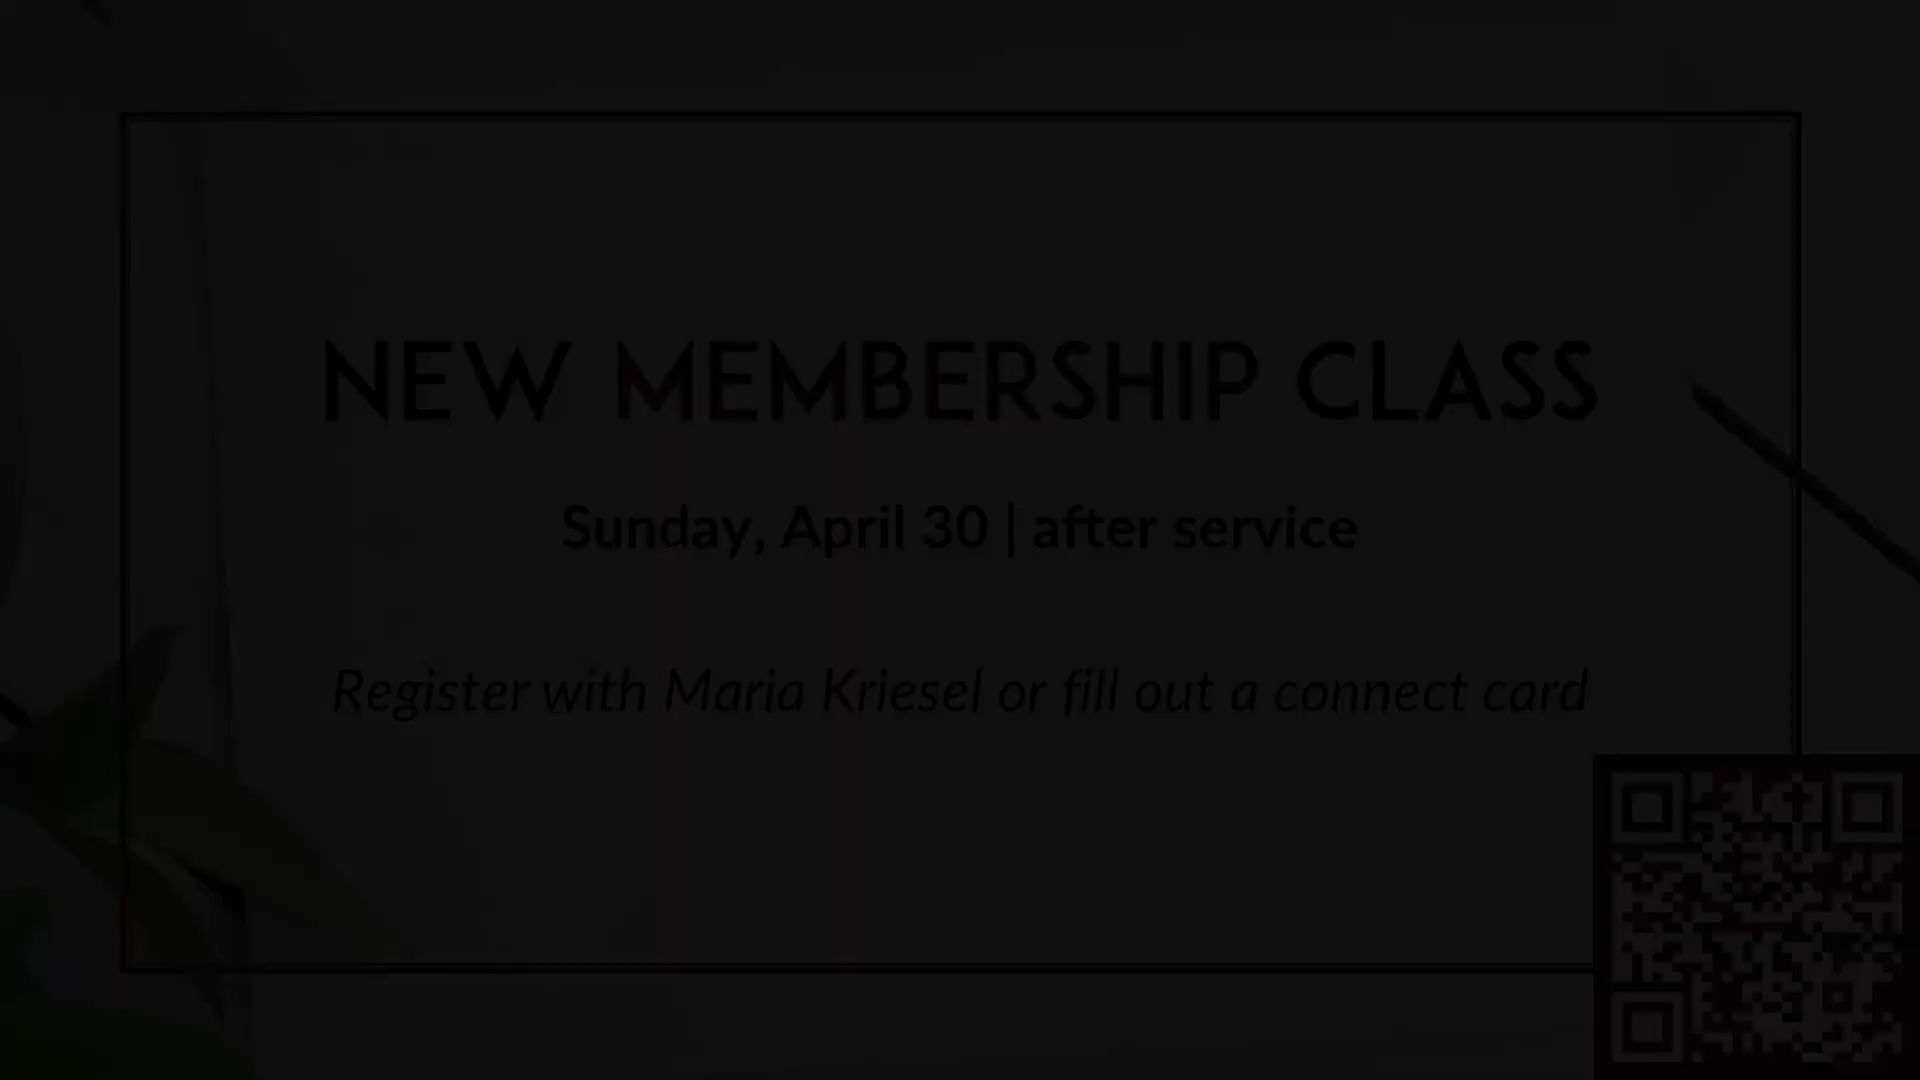 NEW MEMBERSHIP CLASS
Sunday, April 30 | after service
Register with Maria Kriesel or fill out a connect card